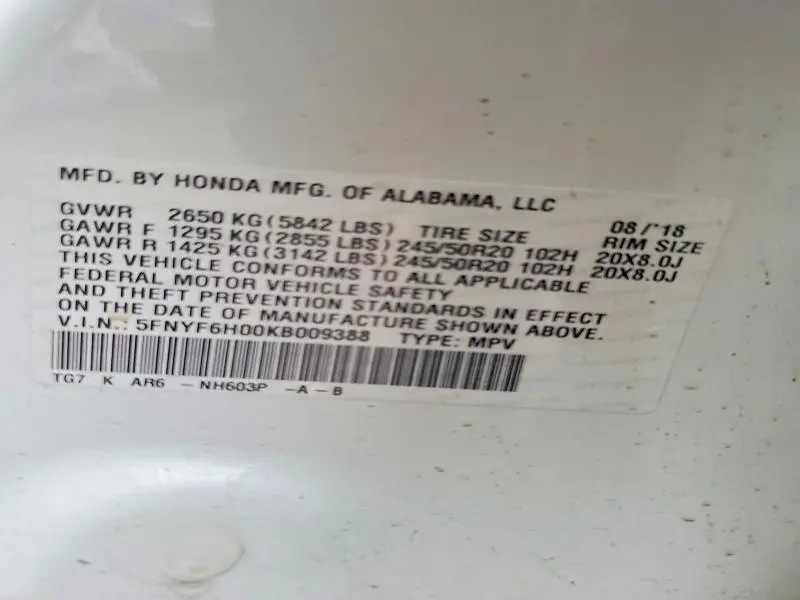 MFD. BY HONDA MFG. OF ALABAMA, LLC 08/'18
GVWR 2650 KG (5842 LBS) TIRE SIZE RIM SIZE
GAWR F 1295 KG (2855 LBS) 245/50R20 102H 20X8.0J
GAWR R 1425 KG (3142 LBS) 245/50R20 102H 20X8.0J
THIS VEHICLE CONFORMS TO ALL APPLICABLE
FEDERAL MOTOR VEHICLE SAFETY
AND THEFT PREVENTION STANDARDS IN EFFECT
ON THE DATE OF MANUFACTURE SHOWN ABOVE.
V.I.N.: 5FNYF6H00KB009388 TYPE: MPV
TG7 K AR6 - NH603P -A-B